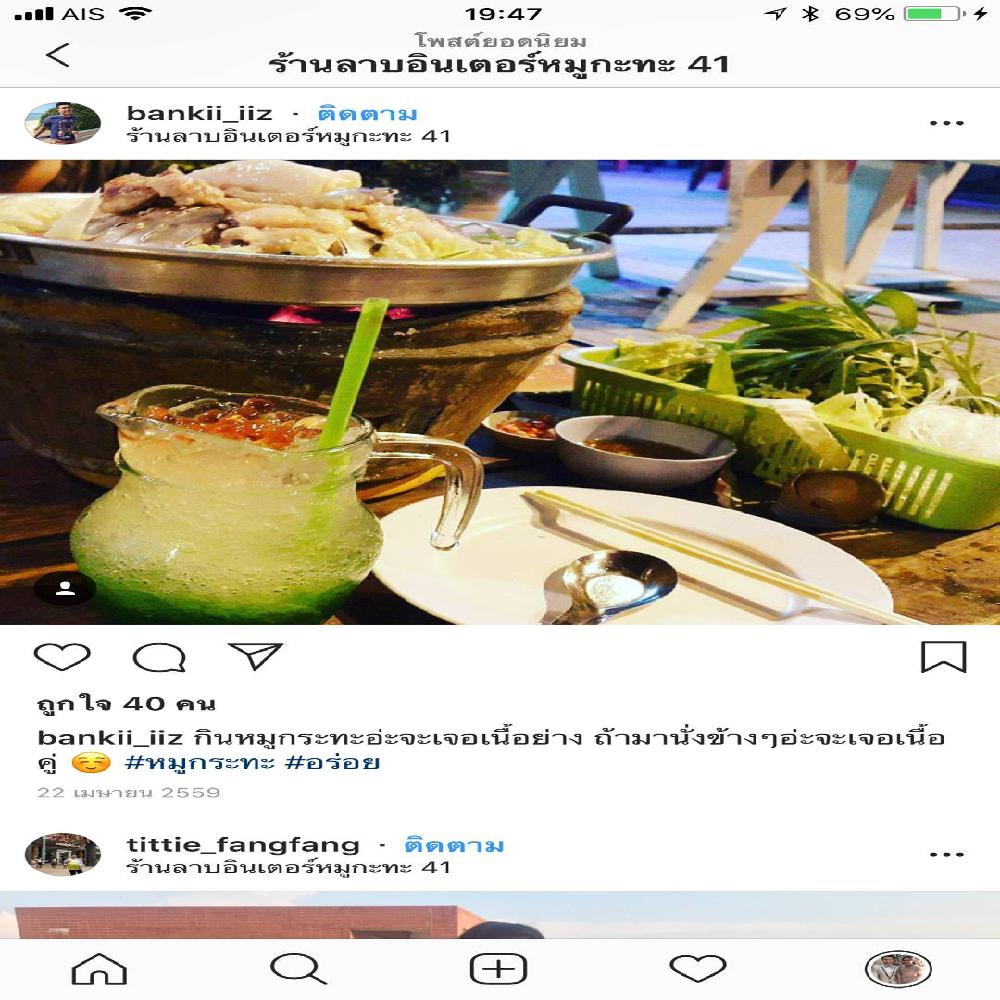 AIS 19:47 69%
โพสต์ยอดนิยม
ร้านลาบอินเตอร์หมูกะทะ 41
bankii_iiz · ติดตาม
ร้านลาบอินเตอร์หมูกะทะ 41
ถูกใจ 40 คน
bankii_iiz กินหมูกระทะอ่ะจะเจอเนื้อย่าง ถ้ามานั่งข้างๆอ่ะจะเจอเนื้อ
คู่ ☺️ #หมูกระทะ #อร่อย
22 เมษายน 2559
tittie_fangfang · ติดตาม
ร้านลาบอินเตอร์หมูกะทะ 41